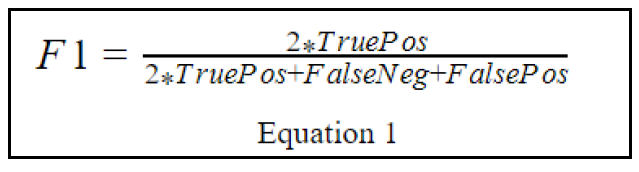 F1 = 2*TruePos / 2*TruePos+FalseNeg+FalsePos
Equation 1